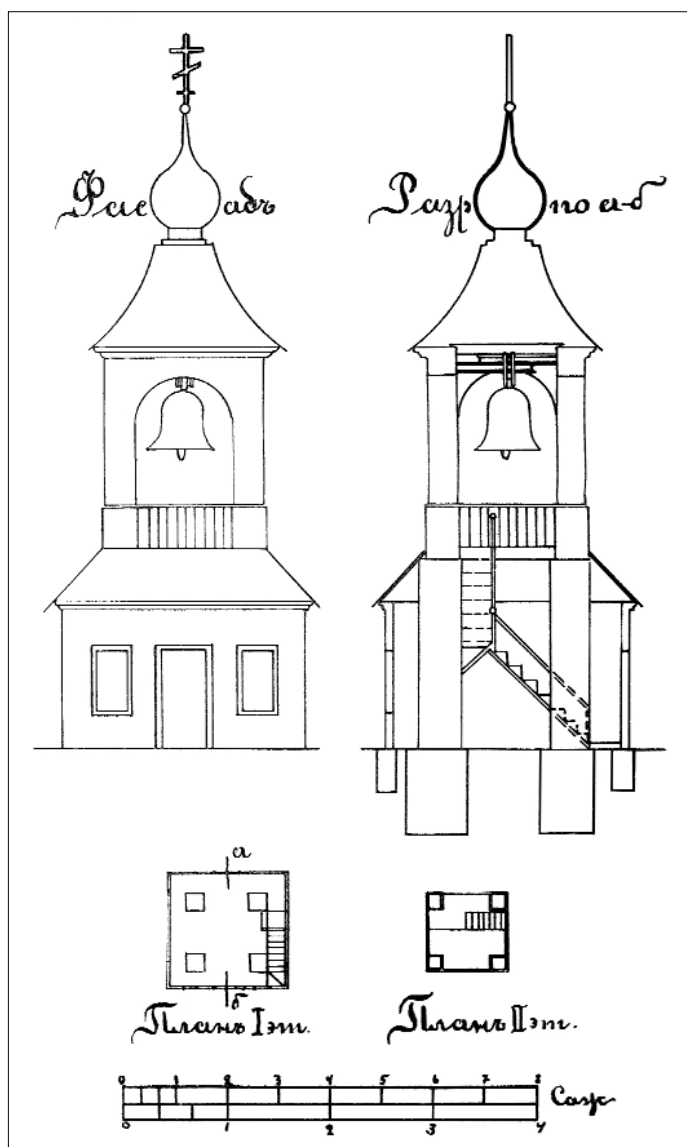 Фасадъ
Разр по а-б
а
б
Планъ I эт.
Планъ II эт.
0 1 2 3 4 5 6 7 8
Саж
0 1 2 3 4